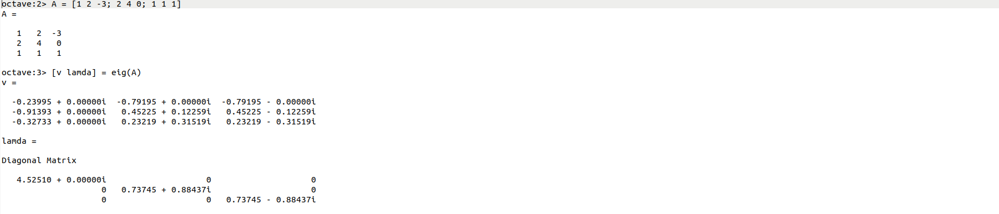 octave:2> A = [1 2 -3; 2 4 0; 1 1 1]
A =
1 2 -3
2 4 0
1 1 1
octave:3> [v lamda] = eig(A)
v =
-0.23995 + 0.00000i -0.79195 + 0.00000i -0.79195 - 0.00000i
-0.91393 + 0.00000i 0.45225 + 0.12259i 0.45225 - 0.12259i
-0.32733 + 0.00000i 0.23219 + 0.31519i 0.23219 - 0.31519i
lamda =
Diagonal Matrix
4.52510 + 0.00000i 0 0
0 0.73745 + 0.88437i 0
0 0 0.73745 - 0.88437i